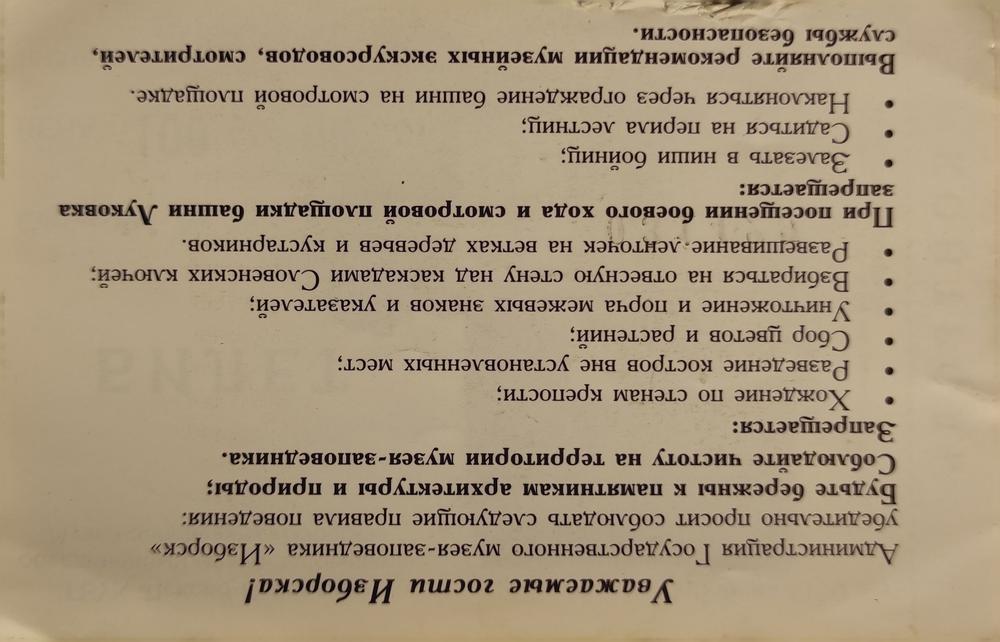 Уважаемые гости Изборска!
Администрация Государственного музея-заповедника «Изборск»
убедительно просит соблюдать следующие правила поведения:
Будьте бережны к памятникам архитектуры и природы;
Соблюдайте чистоту на территории музея-заповедника.
Запрещается:
• Хождение по стенам крепости;
• Разведение костров вне установленных мест;
• Сбор цветов и растений;
• Уничтожение и порча межевых знаков и указателей;
• Взбираться на отвесную стену над каскадами Словенских ключей;
• Развешивание ленточек на ветках деревьев и кустарников.
При посещении боевого хода и смотровой площадки башни Луковка
запрещается:
• Залезать в ниши бойниц;
• Садиться на перила лестниц;
• Наклоняться через ограждение башни на смотровой площадке.
Выполняйте рекомендации музейных экскурсоводов, смотрителей,
службы безопасности.